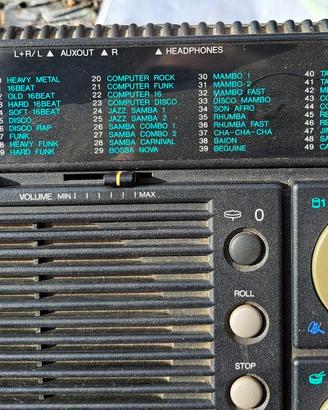 L+R/L ▲ AUXOUT ▲ R ▲ HEADPHONES
HEAVY METAL
16BEAT
OLD 16BEAT
HARD 16BEAT
SOFT 16BEAT
DISCO
DISCO RAP
FUNK
HEAVY FUNK
HARD FUNK
20 COMPUTER ROCK
21 COMPUTER FUNK
22 COMPUTER 16
23 COMPUTER DISCO
24 JAZZ SAMBA 1
25 JAZZ SAMBA 2
26 SAMBA COMBO 1
27 SAMBA COMBO 2
28 SAMBA CARNIVAL
29 BOSSA NOVA
30 MAMBO 1
31 MAMBO 2
32 MAMBO FAST
33 DISCO MAMBO
34 SON AFRO
35 RHUMBA
36 RHUMBA FAST
37 CHA-CHA-CHA
38 BAION
39 BEGUINE
40
41
42
43
44
45
46
47
48
49
VOLUME MIN MAX
0
1
ROLL
STOP